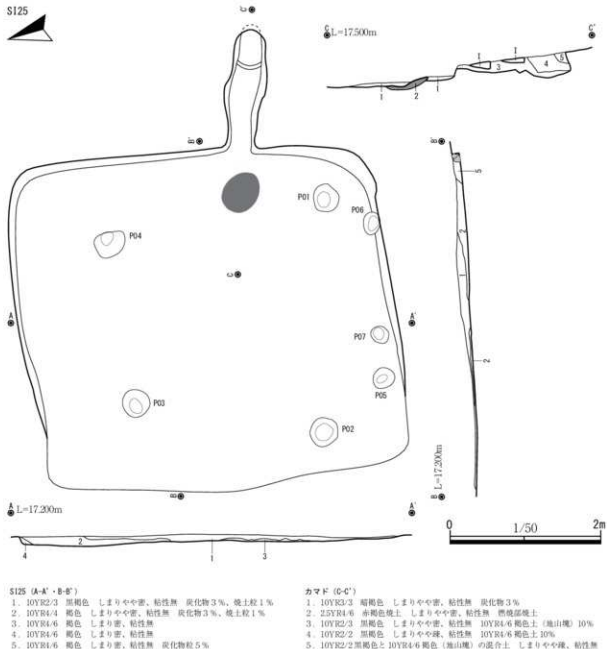 SI25
C'
C L=17.500m
C'
1
3
1
4
5
1
2
1
B'
B'
5
P01
P06
P04
2
1
C
A
A'
P07
2
P05
P03
P02
B
B L=17.200m
A L=17.200m
A'
4
2
1
3
0
1/50
2m
SI25 (A-A'・B-B')
1. 10YR2/3 黒褐色 しまりやや密、粘性無 炭化物3%、焼土粒1%
2. 10YR4/4 褐色 しまりやや密、粘性無 炭化物3%、焼土粒1%
3. 10YR4/6 褐色 しまり密、粘性無
4. 10YR4/6 褐色 しまり密、粘性無
5. 10YR4/6 褐色 しまり密、粘性無 炭化物粒5%
カマド (C-C')
1. 10YR3/3 暗褐色 しまりやや密、粘性無 炭化物3%
2. 2.5YR4/6 赤褐色焼土 しまりやや密、粘性無 燃焼部焼土
3. 10YR2/3 黒褐色 しまりやや密、粘性無 10YR4/6褐色土(地山塊)10%
4. 10YR2/2 黒褐色 しまりやや疎、粘性無 10YR4/6褐色土10%
5. 10YR2/2黒褐色と10YR4/6褐色(地山塊)の混合土 しまりやや疎、粘性無